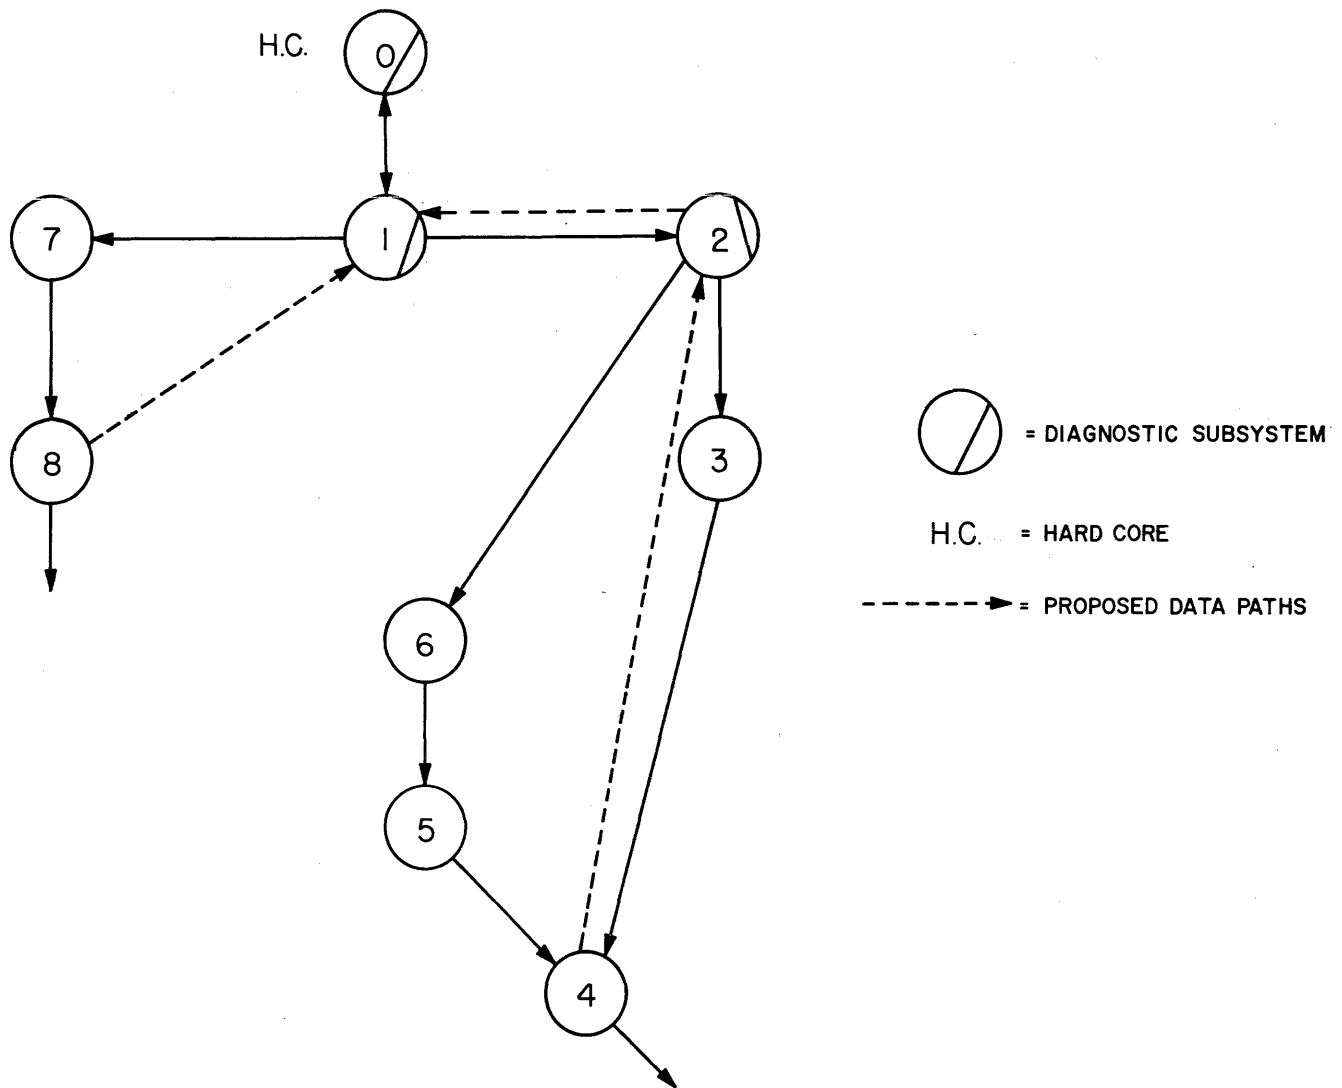 H.C.
0
7
1
2
8
3
= DIAGNOSTIC SUBSYSTEM
H.C. = HARD CORE
= PROPOSED DATA PATHS
6
5
4